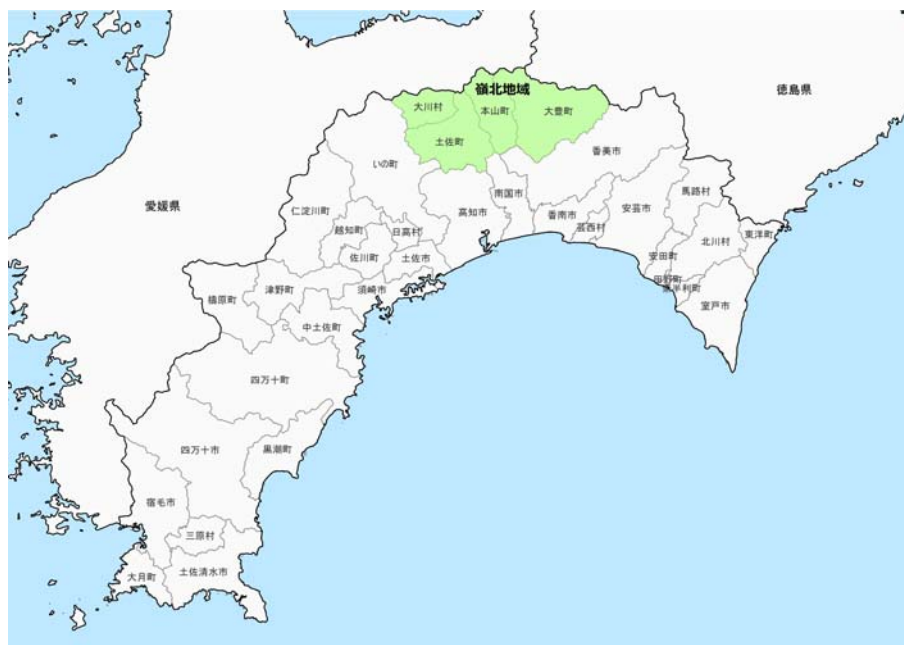 嶺北地域
大川村
本山町
大豊町
土佐町
徳島県
愛媛県
いの町
香美市
仁淀川町
高知市
南国市
馬路村
越知町
日高村
香南市
芸西村
安芸市
北川村
東洋町
佐川町
土佐市
安田町
田野町
奈半利町
室戸市
梼原町
津野町
須崎市
中土佐町
四万十町
四万十市
黒潮町
宿毛市
三原村
大月町
土佐清水市